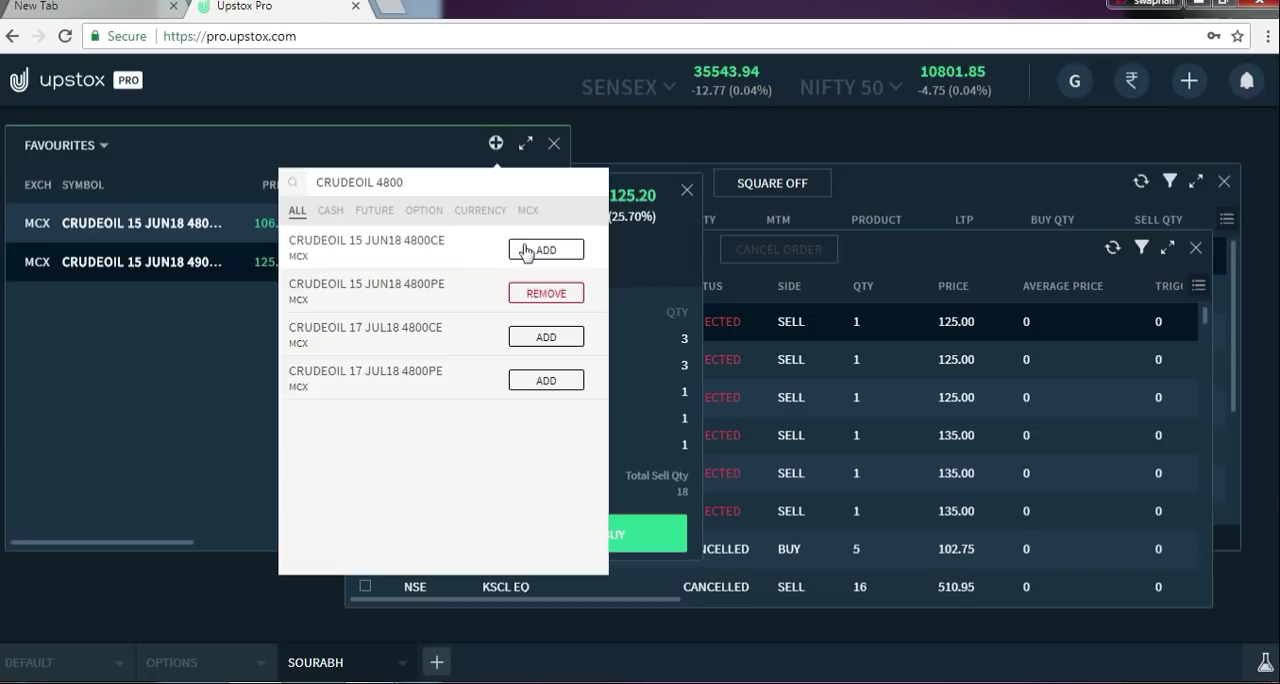 New Tab
Upstox Pro
swapnali
Secure
https://pro.upstox.com
upstox PRO
SENSEX
35543.94
-12.77 (0.04%)
NIFTY 50
10801.85
-4.75 (0.04%)
G
FAVOURITES
EXCH SYMBOL
MCX CRUDEOIL 15 JUN18 480... 106.
MCX CRUDEOIL 15 JUN18 490... 125.
CRUDEOIL 4800
ALL CASH FUTURE OPTION CURRENCY MCX
CRUDEOIL 15 JUN18 4800CE
MCX
ADD
CRUDEOIL 15 JUN18 4800PE
MCX
REMOVE
CRUDEOIL 17 JUL18 4800CE
MCX
ADD
CRUDEOIL 17 JUL18 4800PE
MCX
ADD
125.20
(25.70%)
QTY
3
3
1
1
1
Total Sell Qty
18
SQUARE OFF
MTM PRODUCT LTP BUY QTY SELL QTY
CANCEL ORDER
SIDE QTY PRICE AVERAGE PRICE
SELL 1 125.00 0 0
SELL 1 125.00 0 0
SELL 1 125.00 0 0
SELL 1 135.00 0 0
SELL 1 135.00 0 0
SELL 1 135.00 0 0
BUY 5 102.75 0 0
NSE KSCL EQ CANCELLED SELL 16 510.95 0 0
DEFAULT
OPTIONS
SOURABH